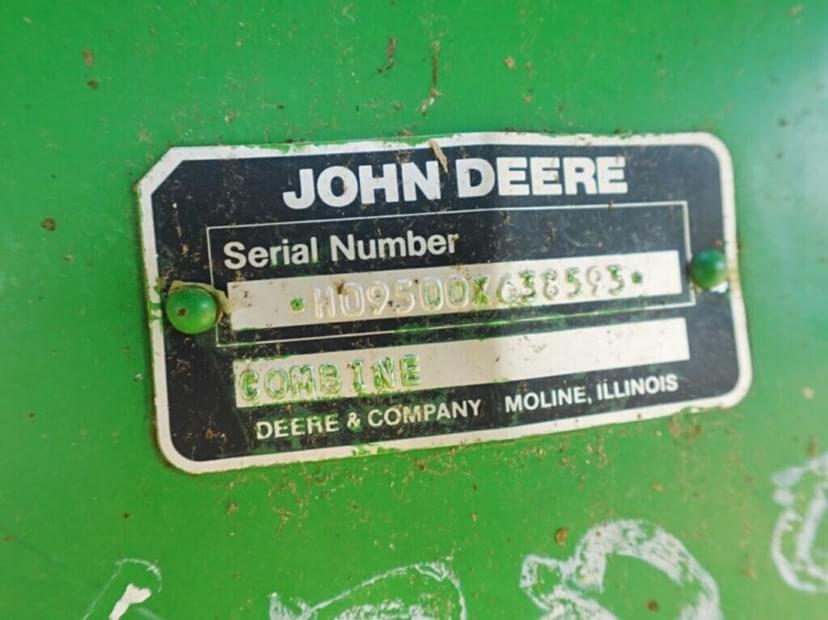 JOHN DEERE
Serial Number
*H09500X638593*
COMBINE
DEERE & COMPANY MOLINE, ILLINOIS